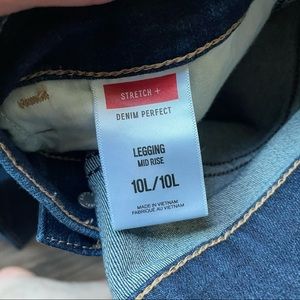 STRETCH +
DENIM PERFECT
LEGGING
MID RISE
10L/10L
MADE IN VIETNAM
FABRIQUÉ AU VIETNAM